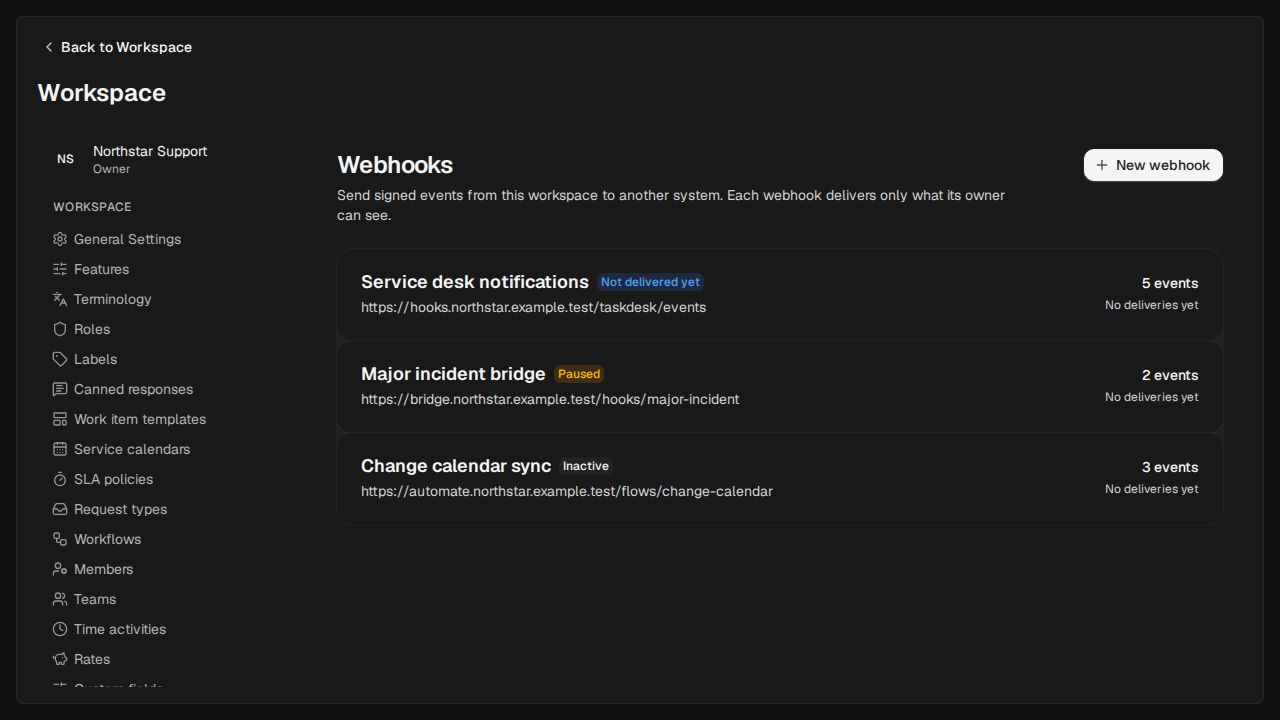 Back to Workspace
Workspace
NS
Northstar Support
Owner
WORKSPACE
General Settings
Features
Terminology
Roles
Labels
Canned responses
Work item templates
Service calendars
SLA policies
Request types
Workflows
Members
Teams
Time activities
Rates
Webhooks
New webhook
Send signed events from this workspace to another system. Each webhook delivers only what its owner
can see.
Service desk notifications Not delivered yet
https://hooks.northstar.example.test/taskdesk/events
5 events
No deliveries yet
Major incident bridge Paused
https://bridge.northstar.example.test/hooks/major-incident
2 events
No deliveries yet
Change calendar sync Inactive
https://automate.northstar.example.test/flows/change-calendar
3 events
No deliveries yet